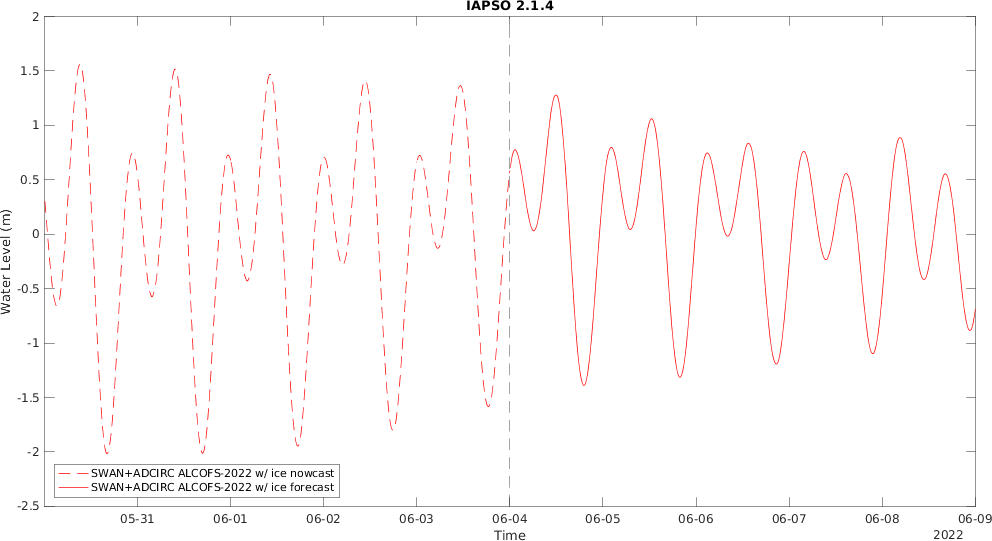 IAPSO 2.1.4
2
1.5
1
0.5
0
-0.5
-1
-1.5
-2
-2.5
Water Level (m)
SWAN+ADCIRC ALCOFS-2022 w/ ice nowcast
SWAN+ADCIRC ALCOFS-2022 w/ ice forecast
05-31 06-01 06-02 06-03 06-04 06-05 06-06 06-07 06-08 06-09
Time
2022